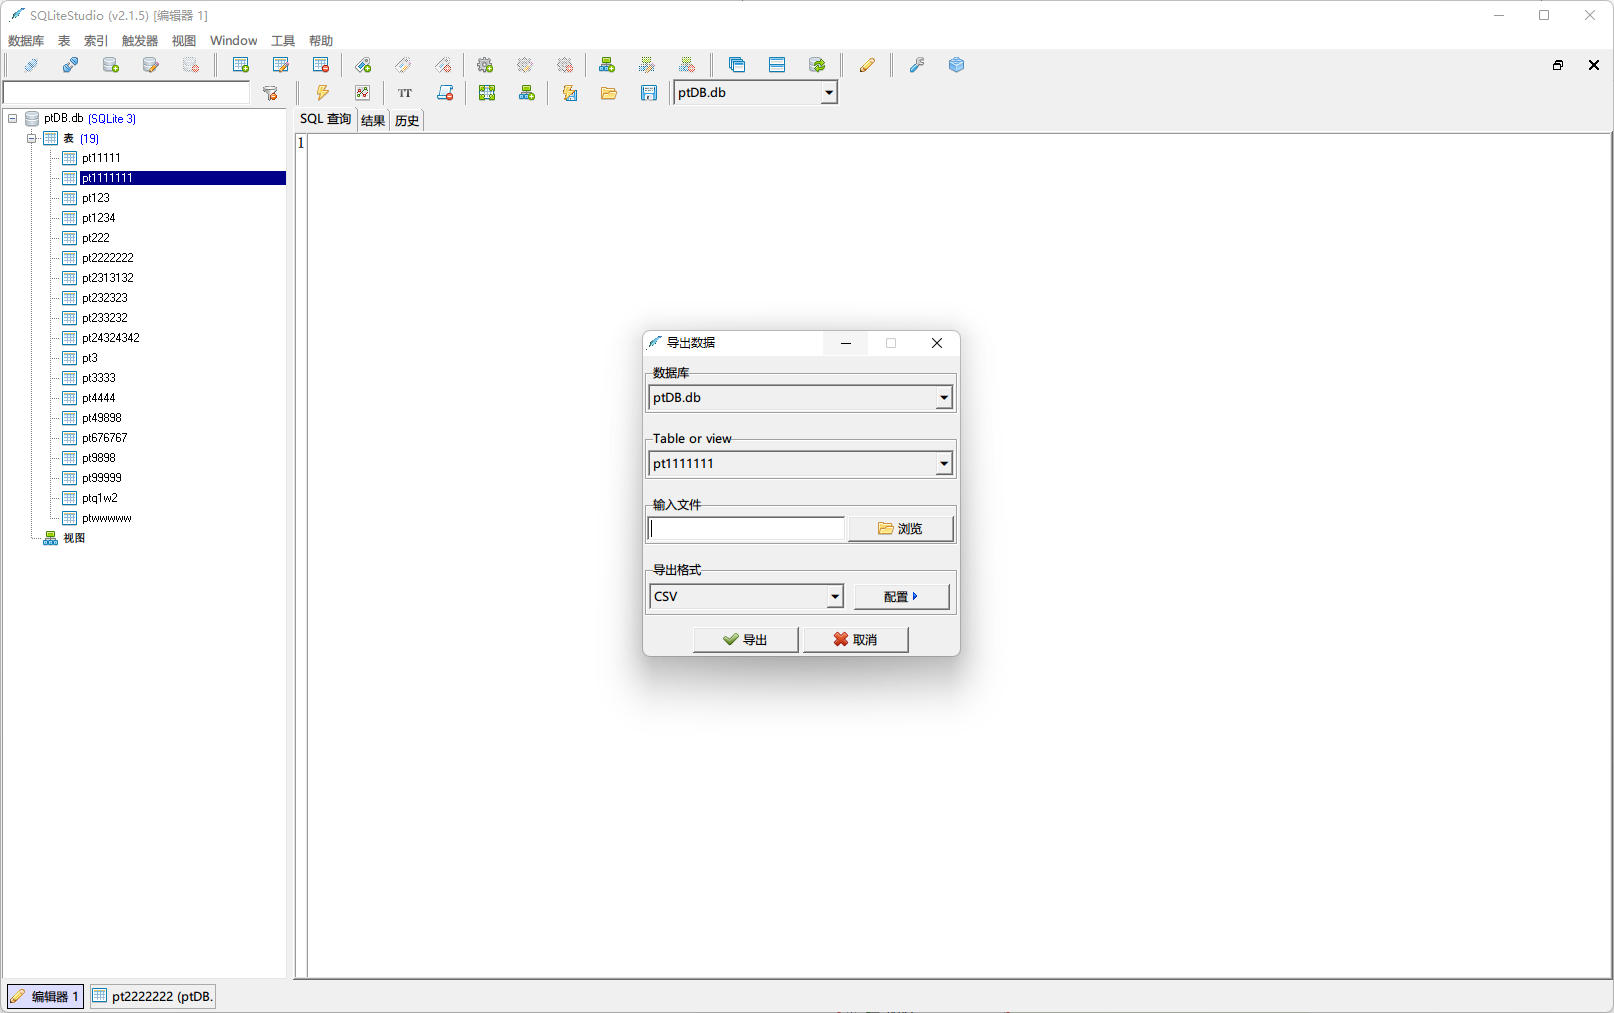 SQLiteStudio (v2.1.5) [编辑器 1]
数据库 表 索引 触发器 视图 Window 工具 帮助
TT
ptDB.db
SQL 查询 结果 历史
1
ptDB.db (SQLite 3)
表 (19)
pt11111
pt1111111
pt123
pt1234
pt222
pt2222222
pt2313132
pt232323
pt233232
pt24324342
pt3
pt3333
pt4444
pt49898
pt676767
pt9898
pt99999
ptq1w2
ptwwwww
视图
导出数据
数据库
ptDB.db
Table or view
pt1111111
输入文件
浏览
导出格式
CSV 配置
导出 取消
编辑器 1 pt2222222 (ptDB.